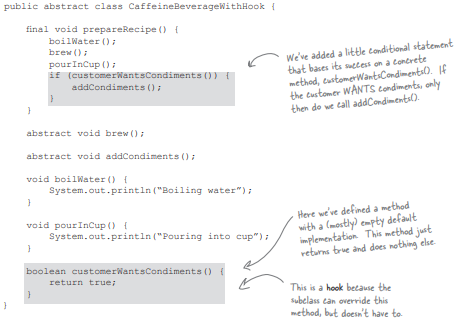 public abstract class CaffeineBeverageWithHook {
final void prepareRecipe() {
boilWater();
brew();
pourInCup();
if (customerWantsCondiments()) {
addCondiments();
}
}
We've added a little conditional statement
that bases its success on a concrete
method, customerWantsCondiments(). If
the customer WANTS condiments, only
then do we call addCondiments().
abstract void brew();
abstract void addCondiments();
void boilWater() {
System.out.println(“Boiling water”);
}
void pourInCup() {
System.out.println(“Pouring into cup”);
}
Here we've defined a method
with a (mostly) empty default
implementation. This method just
returns true and does nothing else.
boolean customerWantsCondiments() {
return true;
}
}
This is a hook because the
subclass can override this
method, but doesn't have to.